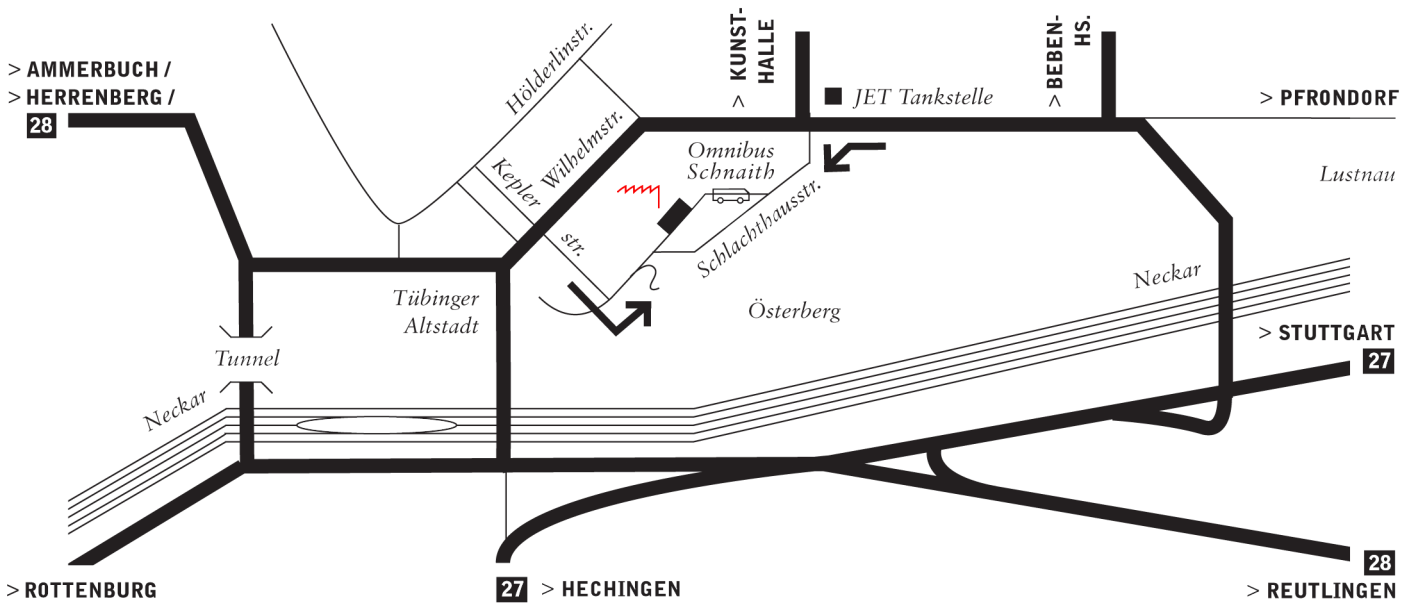 > AMMERBUCH /
> HERRENBERG /
28
Hölderlinstr.
Wilhelmstr.
Kepler
str.
> KUNST-
HALLE
JET Tankstelle
> BEBEN-
HS.
> PFRONDORF
Lustnau
Omnibus
Schnaith
Schlachthausstr.
Tübinger
Altstadt
Österberg
Neckar
> STUTTGART
27
Tunnel
Neckar
> ROTTENBURG
27 > HECHINGEN
28
> REUTLINGEN